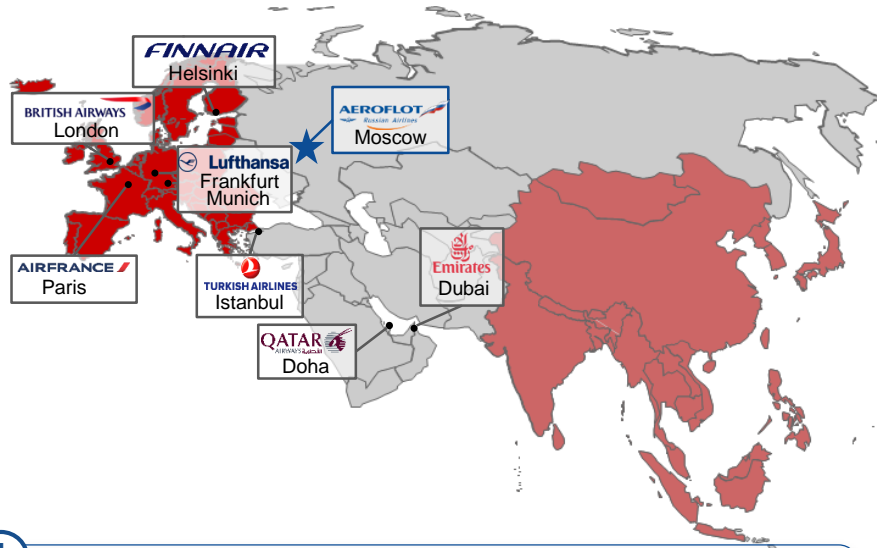 FINNAIR
Helsinki
BRITISH AIRWAYS
London
AEROFLOT
Russian Airlines
Moscow
Lufthansa
Frankfurt
Munich
AIRFRANCE
Paris
TURKISH AIRLINES
Istanbul
Emirates
Dubai
QATAR
AIRWAYS القطرية
Doha